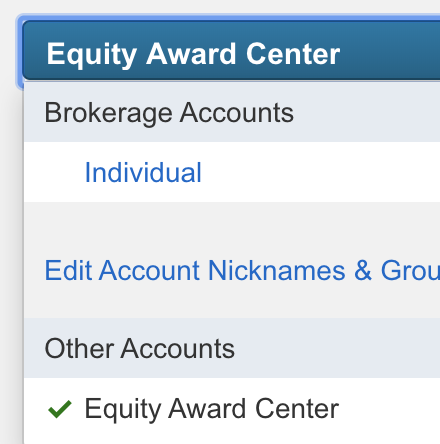 Equity Award Center
Brokerage Accounts
Individual
Edit Account Nicknames & Grou
Other Accounts
Equity Award Center